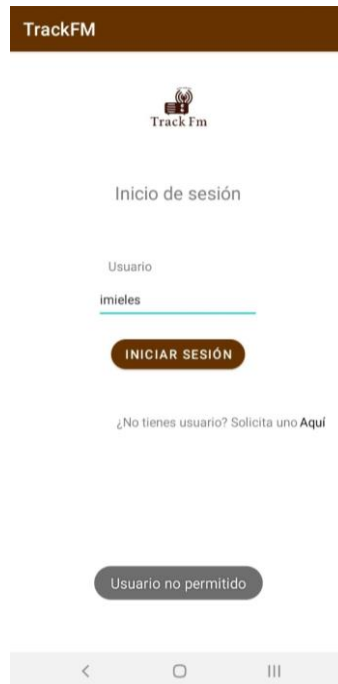 TrackFM
Track Fm
Inicio de sesión
Usuario
imieles
INICIAR SESIÓN
¿No tienes usuario? Solicita uno Aquí
Usuario no permitido